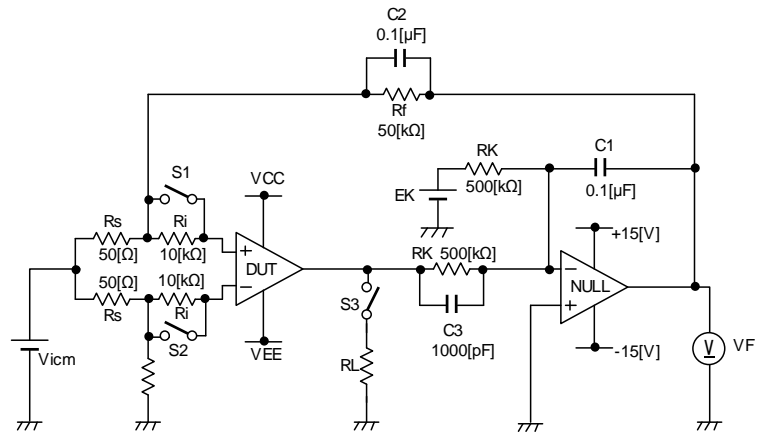 C2
0.1[µF]
Rf
50[kΩ]
S1
VCC
RK
500[kΩ]
C1
0.1[µF]
EK
Rs
50[Ω]
Ri
10[kΩ]
+15[V]
RK 500[kΩ]
DUT
+
−
50[Ω]
Rs
10[kΩ]
Ri
S2
VEE
S3
C3
1000[pF]
−
+
NULL
-15[V]
Vicm
RL
V
VF